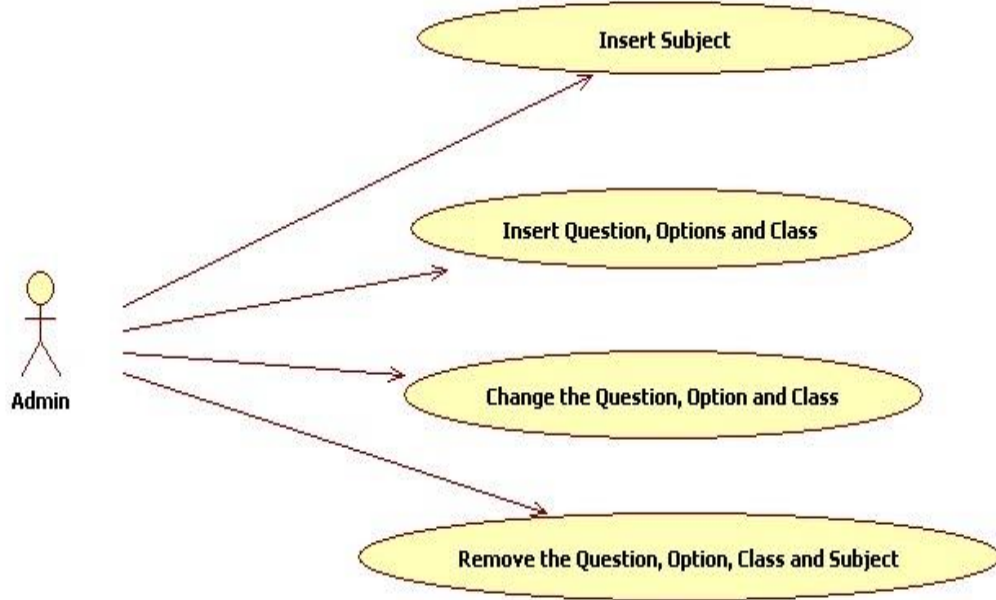 Insert Subject
Insert Question, Options and Class
Admin
Change the Question, Option and Class
Remove the Question, Option, Class and Subject